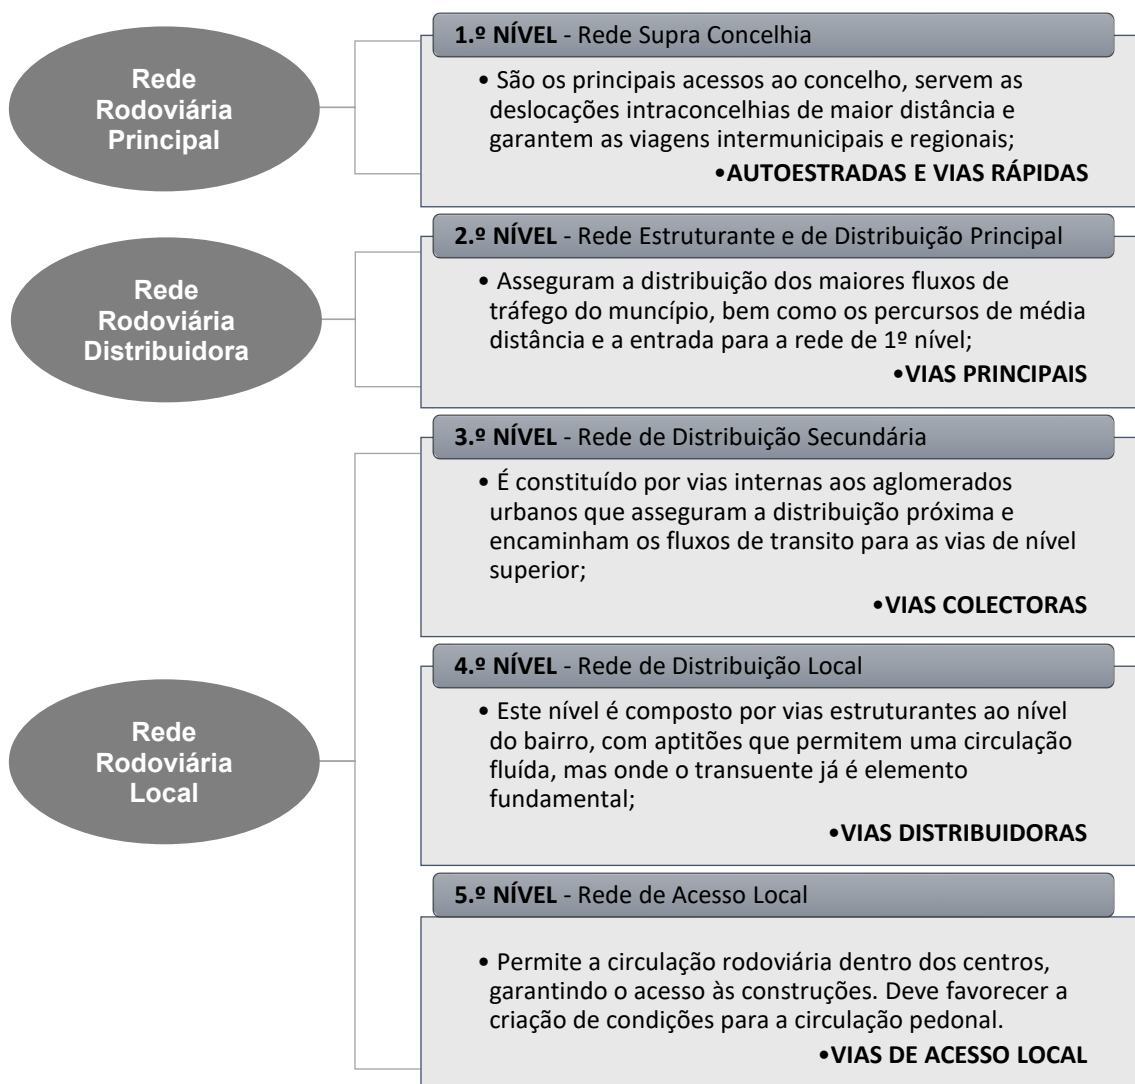 Rede
Rodoviária
Principal
1.º NÍVEL - Rede Supra Concelhia
• São os principais acessos ao concelho, servem as
deslocações intraconcelhias de maior distância e
garantem as viagens intermunicipais e regionais;
•AUTOESTRADAS E VIAS RÁPIDAS
Rede
Rodoviária
Distribuidora
2.º NÍVEL - Rede Estruturante e de Distribuição Principal
• Asseguram a distribuição dos maiores fluxos de
tráfego do muncípio, bem como os percursos de média
distância e a entrada para a rede de 1º nível;
•VIAS PRINCIPAIS
Rede
Rodoviária
Local
3.º NÍVEL - Rede de Distribuição Secundária
• É constituído por vias internas aos aglomerados
urbanos que asseguram a distribuição próxima e
encaminham os fluxos de transito para as vias de nível
superior;
•VIAS COLECTORAS
4.º NÍVEL - Rede de Distribuição Local
• Este nível é composto por vias estruturantes ao nível
do bairro, com aptitões que permitem uma circulação
fluída, mas onde o transuente já é elemento
fundamental;
•VIAS DISTRIBUIDORAS
5.º NÍVEL - Rede de Acesso Local
• Permite a circulação rodoviária dentro dos centros,
garantindo o acesso às construções. Deve favorecer a
criação de condições para a circulação pedonal.
•VIAS DE ACESSO LOCAL